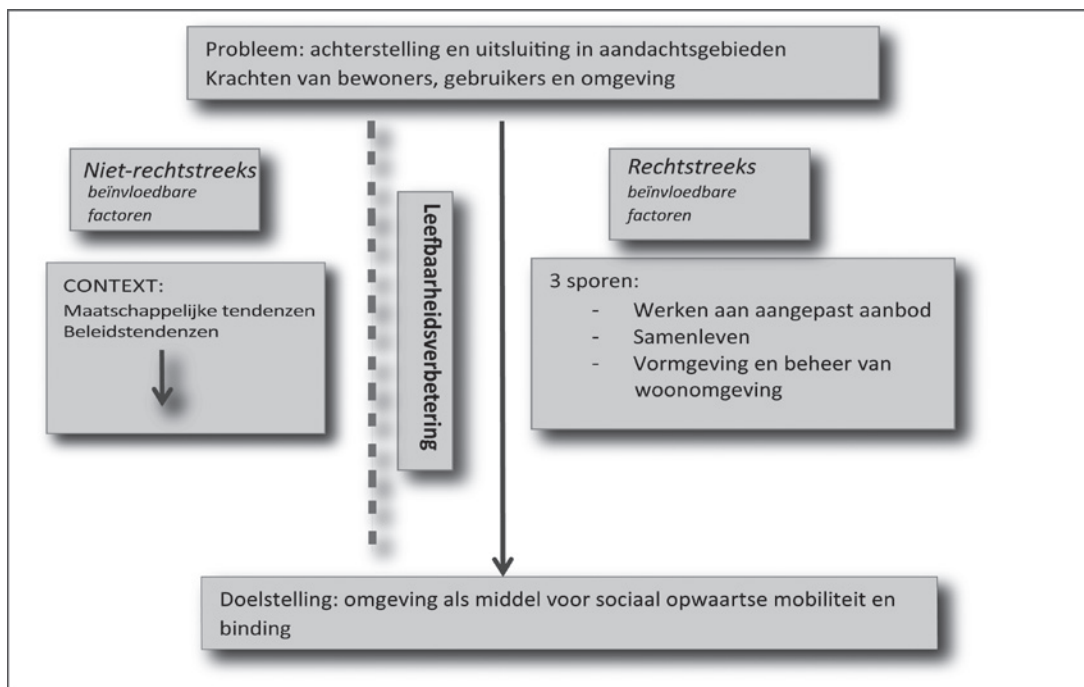 Probleem: achterstelling en uitsluiting in aandachtsgebieden
Krachten van bewoners, gebruikers en omgeving
Niet-rechtstreeks
beïnvloedbare
factoren
CONTEXT:
Maatschappelijke tendenzen
Beleidstendenzen
Leefbaarheidsverbetering
Rechtstreeks
beïnvloedbare
factoren
3 sporen:
- Werken aan aangepast aanbod
- Samenleven
- Vormgeving en beheer van
woonomgeving
Doelstelling: omgeving als middel voor sociaal opwaartse mobiliteit en
binding